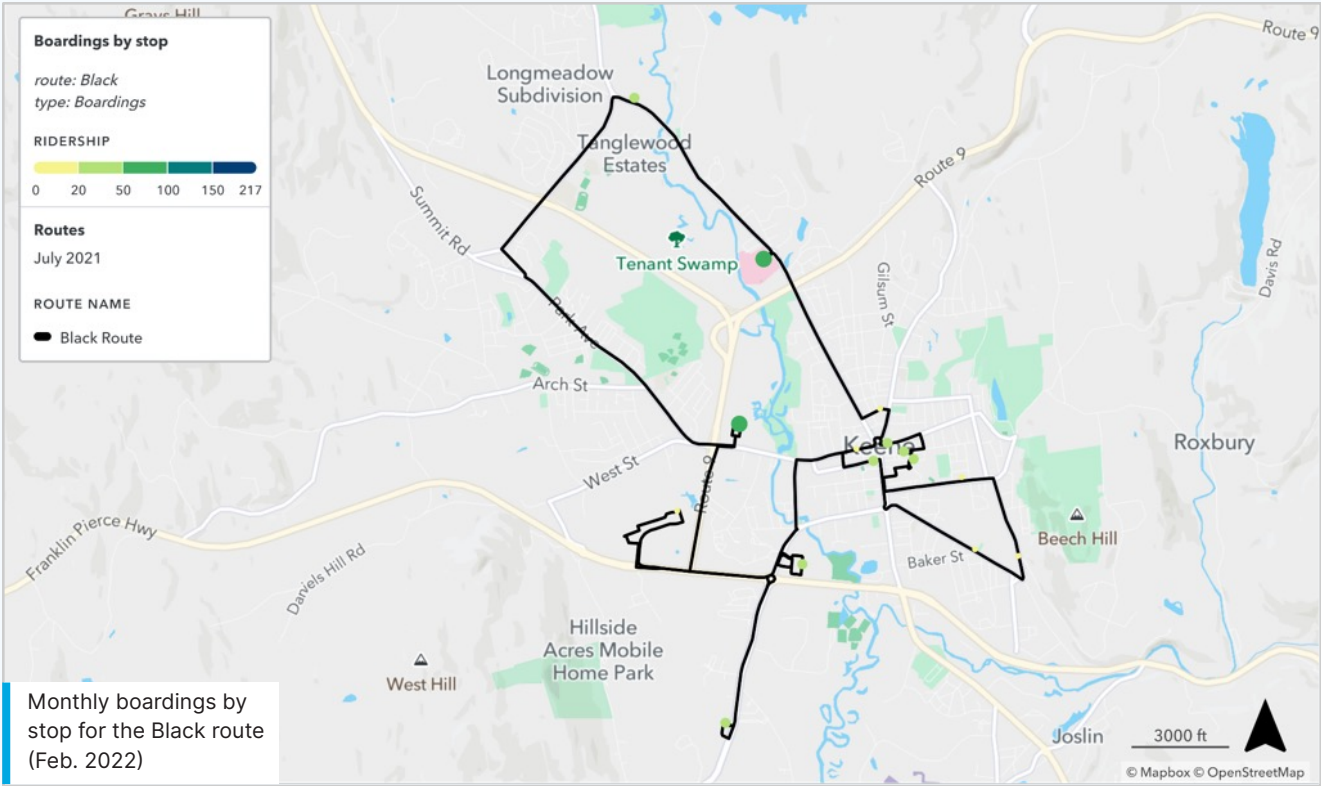 Grays Hill
Boardings by stop
route: Black
type: Boardings
RIDERSHIP
0 20 50 100 150 217
Routes
July 2021
ROUTE NAME
Black Route
Longmeadow
Subdivision
Tanglewood
Estates
Route 9
Route 9
Summit Rd
Tenant Swamp
Gilsum St
Davis Rd
Park Ave
Arch St
Keene
Roxbury
West St
Route 9
Franklin Pierce Hwy
Beech Hill
Baker St
Daniels Hill Rd
Hillside
Acres Mobile
Home Park
West Hill
Joslin
3000 ft
Monthly boardings by
stop for the Black route
(Feb. 2022)
© Mapbox © OpenStreetMap